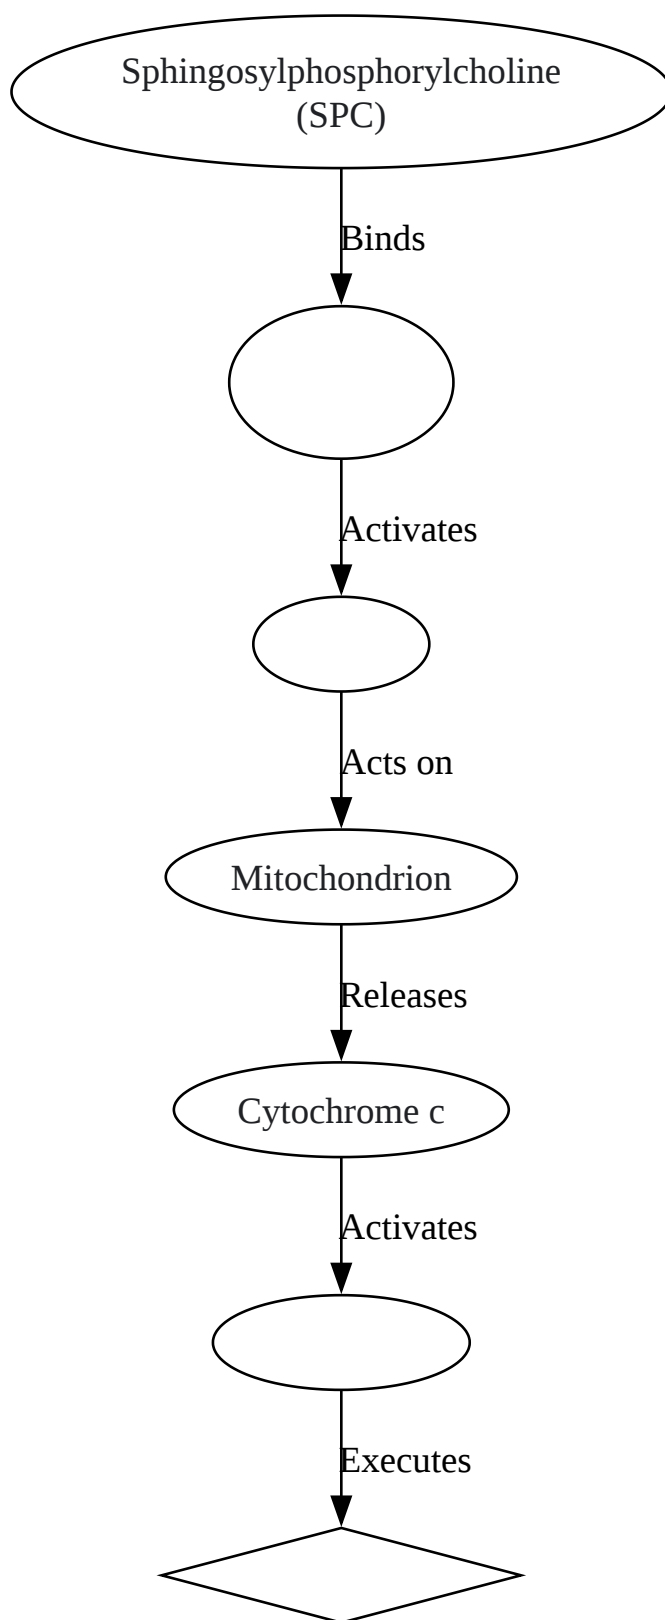 Sphingosylphosphorylcholine
(SPC)
Binds
Activates
Acts on
Mitochondrion
Releases
Cytochrome c
Activates
Executes